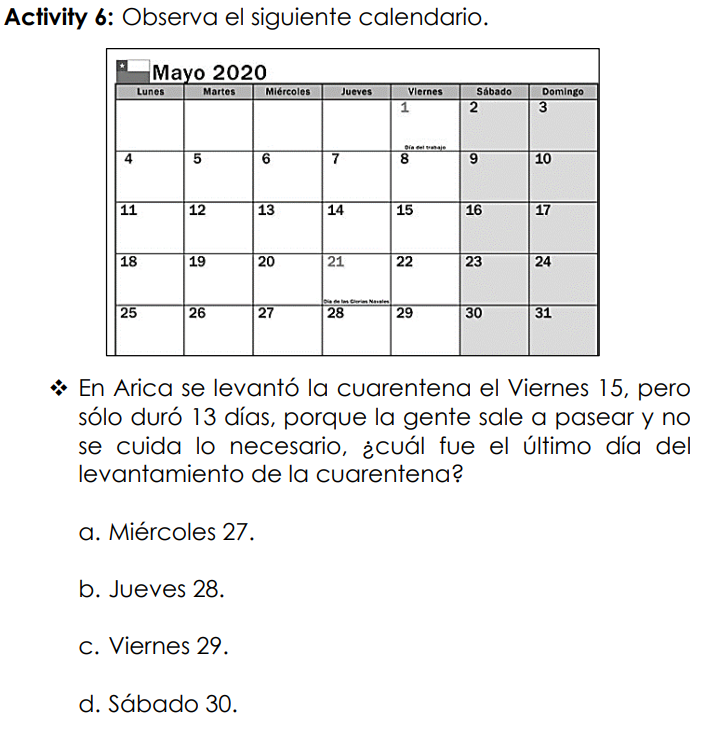 Activity 6: Observa el siguiente calendario.
Mayo 2020
Lunes Martes Miércoles Jueves Viernes Sábado Domingo
1 2 3
Día del trabajo
4 5 6 7 8 9 10
11 12 13 14 15 16 17
18 19 20 21 22 23 24
Día de las Glorias Navales
25 26 27 28 29 30 31
❖ En Arica se levantó la cuarentena el Viernes 15, pero
sólo duró 13 días, porque la gente sale a pasear y no
se cuida lo necesario, ¿cuál fue el último día del
levantamiento de la cuarentena?
a. Miércoles 27.
b. Jueves 28.
c. Viernes 29.
d. Sábado 30.